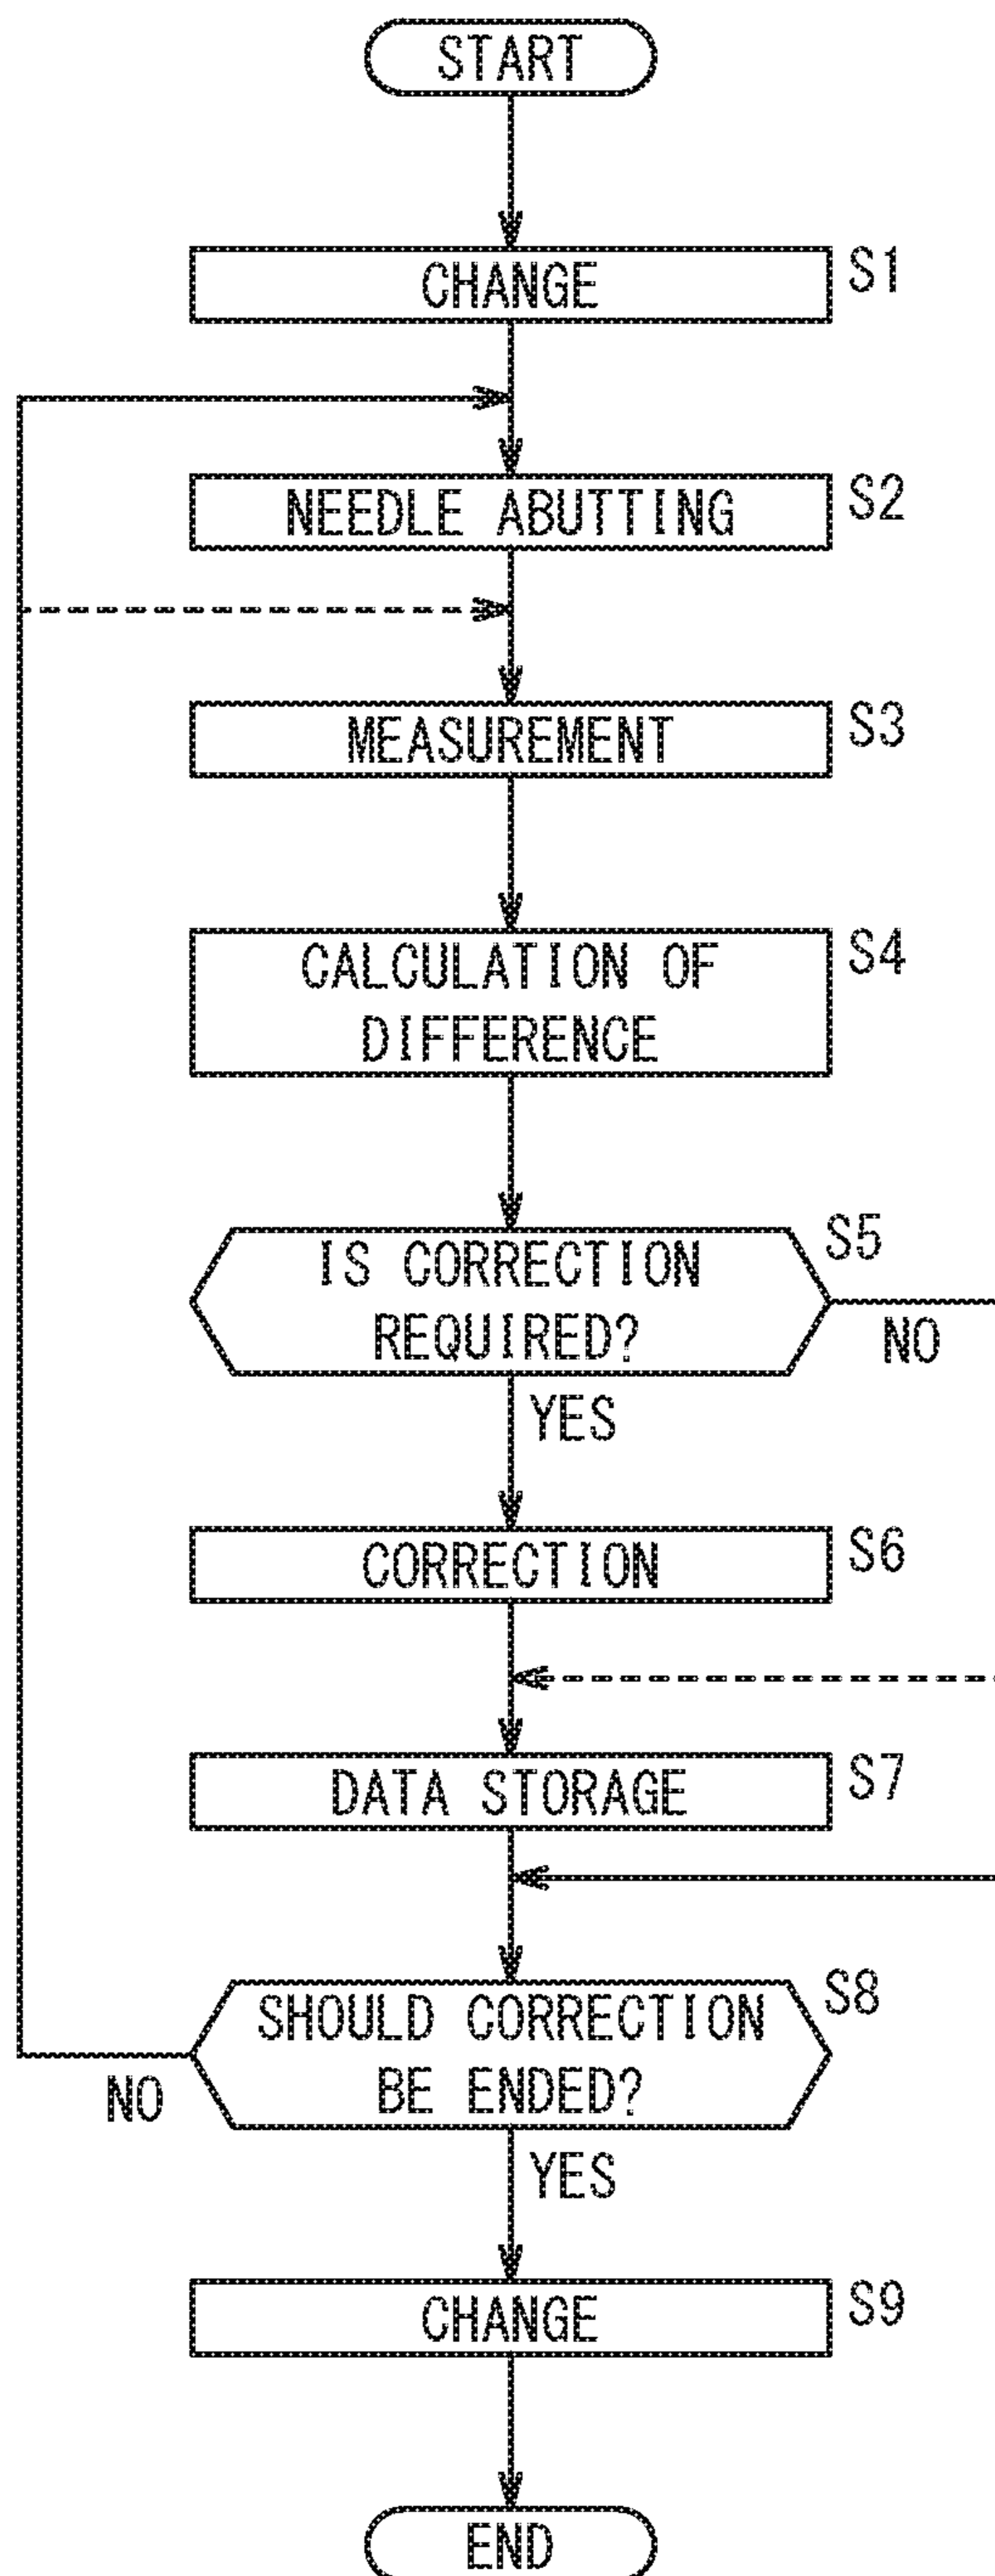 START
CHANGE
S1
NEEDLE ABUTTING
S2
MEASUREMENT
S3
CALCULATION OF
DIFFERENCE
S4
IS CORRECTION
REQUIRED?
S5
NO
YES
CORRECTION
S6
DATA STORAGE
S7
SHOULD CORRECTION
BE ENDED?
S8
NO
YES
CHANGE
S9
END